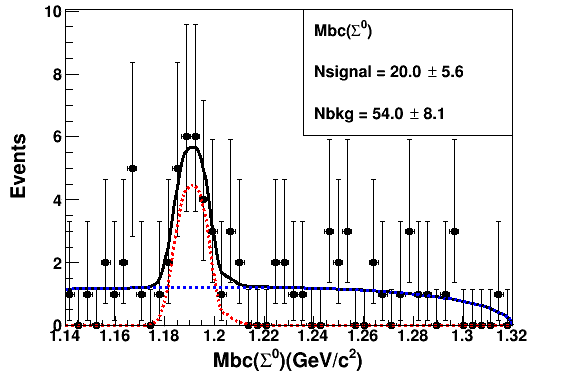 Mbc(Σ⁰)
Nsignal = 20.0 ± 5.6
Nbkg = 54.0 ± 8.1
Events
10
8
6
4
2
0
1.14 1.16 1.18 1.2 1.22 1.24 1.26 1.28 1.3 1.32
Mbc(Σ⁰)(GeV/c²)